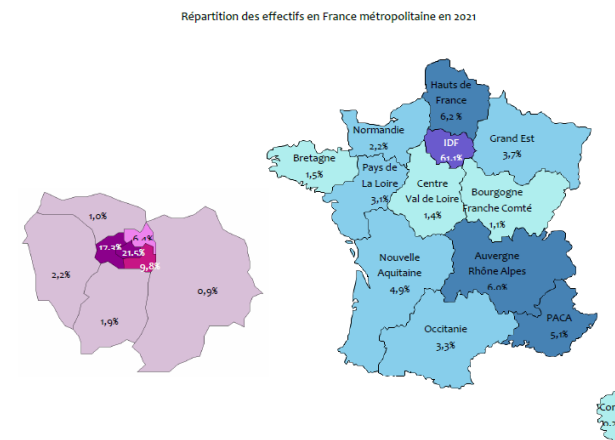 Répartition des effectifs en France métropolitaine en 2021
Hauts de
France
6,2 %
Normandie
2,2%
IDF
61.1%
Grand Est
3,7%
Bretagne
1,5%
Pays de
La Loire
3,1%
Centre
Val de Loire
1,4%
Bourgogne
Franche Comté
1,1%
Nouvelle
Aquitaine
4,9%
Auvergne
Rhône Alpes
6,0%
Occitanie
3,3%
PACA
5,1%
1,0%
6,4%
17,2%
21,5%
9,8%
2,2%
0,9%
1,9%